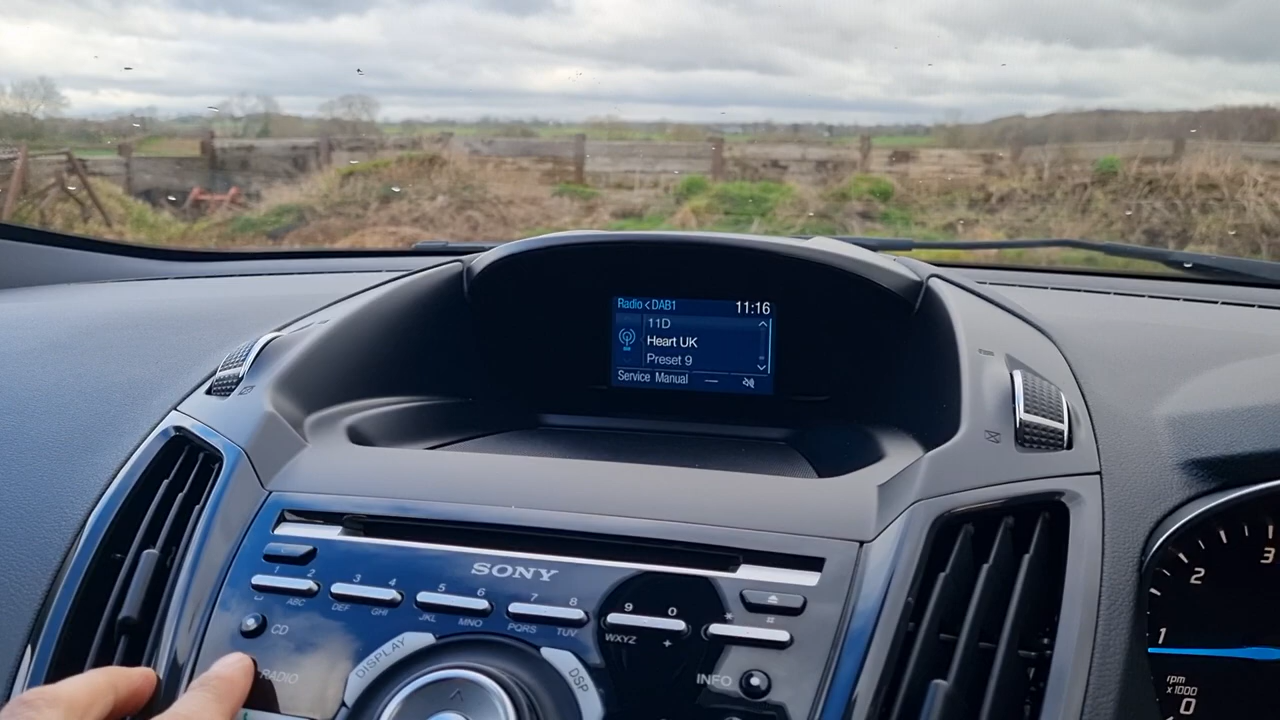 Radio < DAB1 11:16
11D
Heart UK
Preset 9
Service Manual
SONY
1 2 3 4 5 6 7 8 9 0 *
ABC DEF GHI JKL MNO PQRS TUV WXYZ + #
CD
RADIO
DISPLAY
DSP
INFO
3
2
1
rpm
x 1000
0